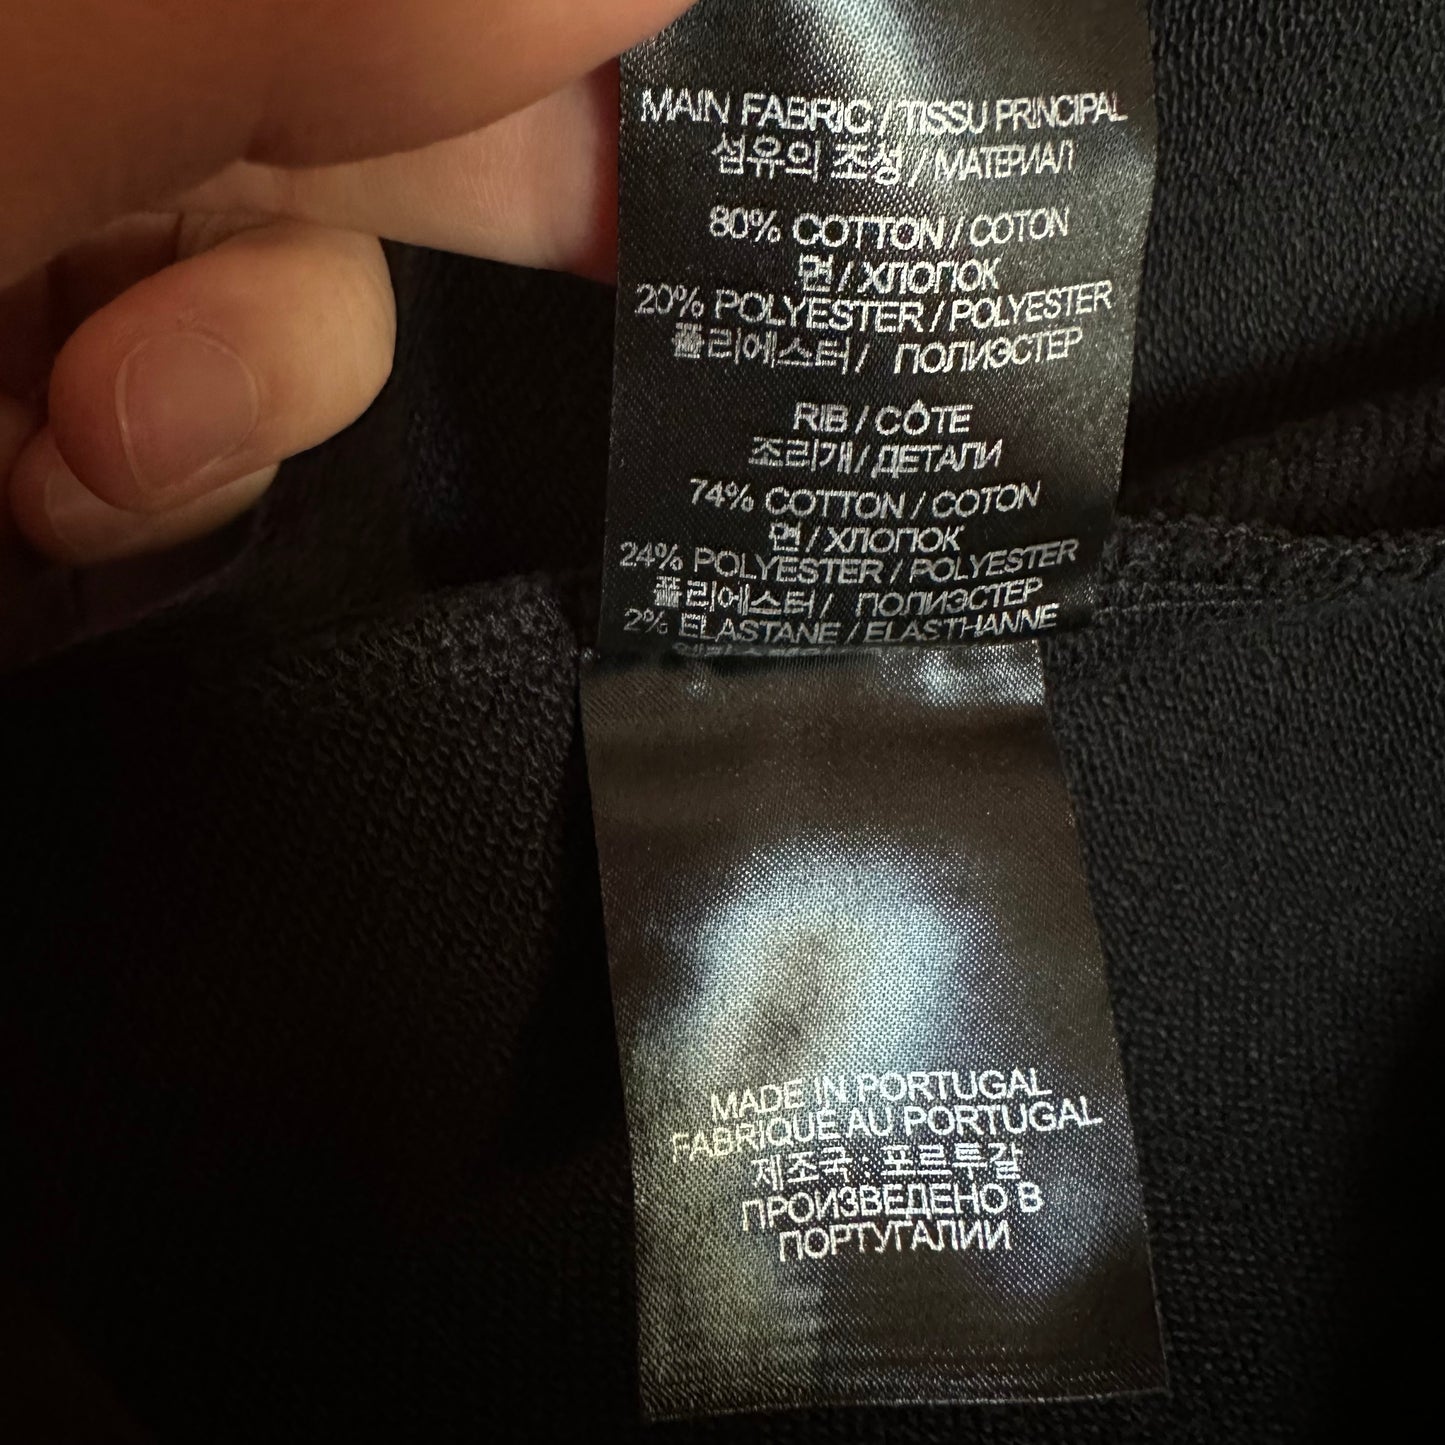 MAIN FABRIC / TISSU PRINCIPAL
섬유의 조성 / МАТЕРИАЛ
80% COTTON / COTON
면 / ХЛОПОК
20% POLYESTER / POLYESTER
폴리에스터 / ПОЛИЭСТЕР
RIB / CÔTE
조리개 / ДЕТАЛИ
74% COTTON / COTON
면 / ХЛОПОК
24% POLYESTER / POLYESTER
폴리에스터 / ПОЛИЭСТЕР
2% ELASTANE / ELASTHANNE
MADE IN PORTUGAL
FABRIQUÉ AU PORTUGAL
제조국 : 포르투갈
ПРОИЗВЕДЕНО В
ПОРТУГАЛИИ